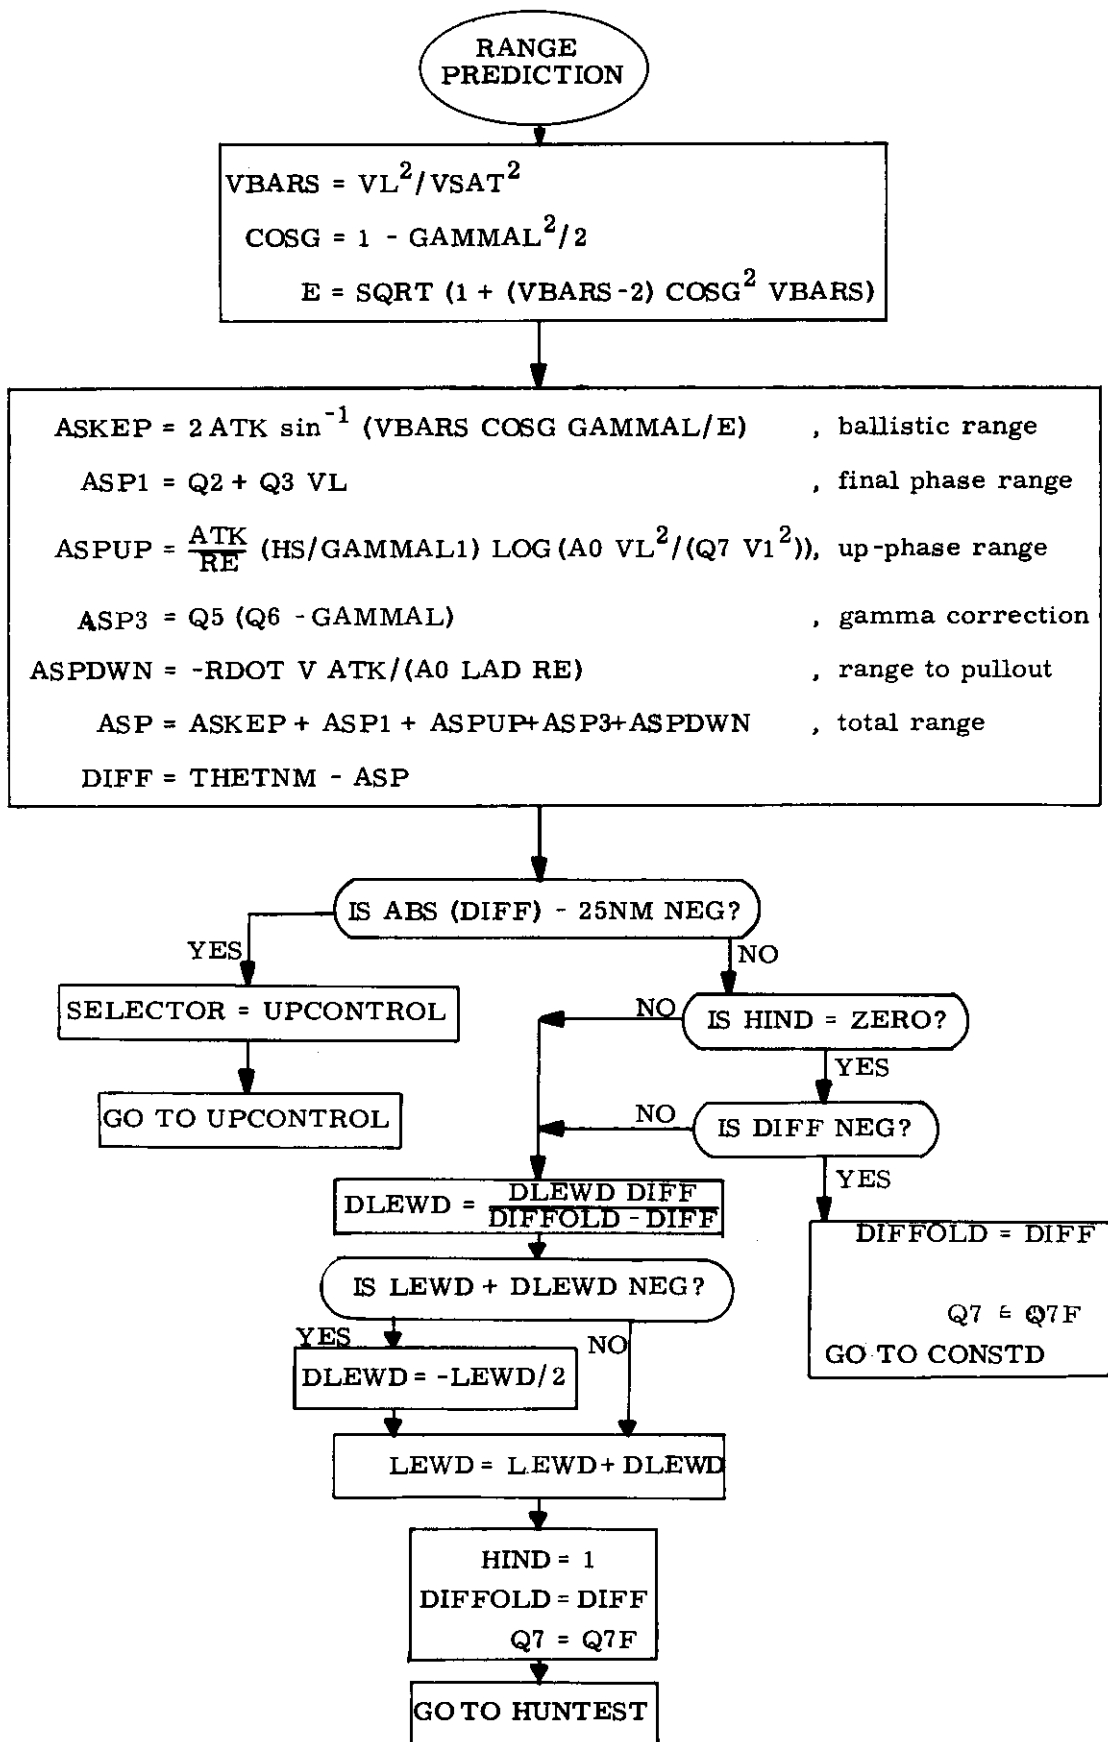 RANGE
PREDICTION
VBARS = VL²/VSAT²
COSG = 1 - GAMMAL²/2
E = SQRT (1 + (VBARS-2) COSG² VBARS)
ASKEP = 2 ATK sin⁻¹ (VBARS COSG GAMMAL/E) , ballistic range
ASP1 = Q2 + Q3 VL , final phase range
ASPUP = ATK/RE (HS/GAMMAL1) LOG(A0 VL²/(Q7 V1²)), up-phase range
ASP3 = Q5 (Q6 - GAMMAL) , gamma correction
ASPDWN = -RDOT V ATK/(A0 LAD RE) , range to pullout
ASP = ASKEP + ASP1 + ASPUP+ASP3+ASPDWN , total range
DIFF = THETNM - ASP
IS ABS (DIFF) - 25NM NEG?
YES
NO
SELECTOR = UPCONTROL
NO
IS HIND = ZERO?
YES
GO TO UPCONTROL
NO
IS DIFF NEG?
YES
DLEWD = DLEWD DIFF/DIFFOLD - DIFF
DIFFOLD = DIFF
IS LEWD + DLEWD NEG?
Q7 = Q7F
YES
NO
GO TO CONSTD
DLEWD = -LEWD/2
LEWD = LEWD + DLEWD
HIND = 1
DIFFOLD = DIFF
Q7 = Q7F
GO TO HUNTEST